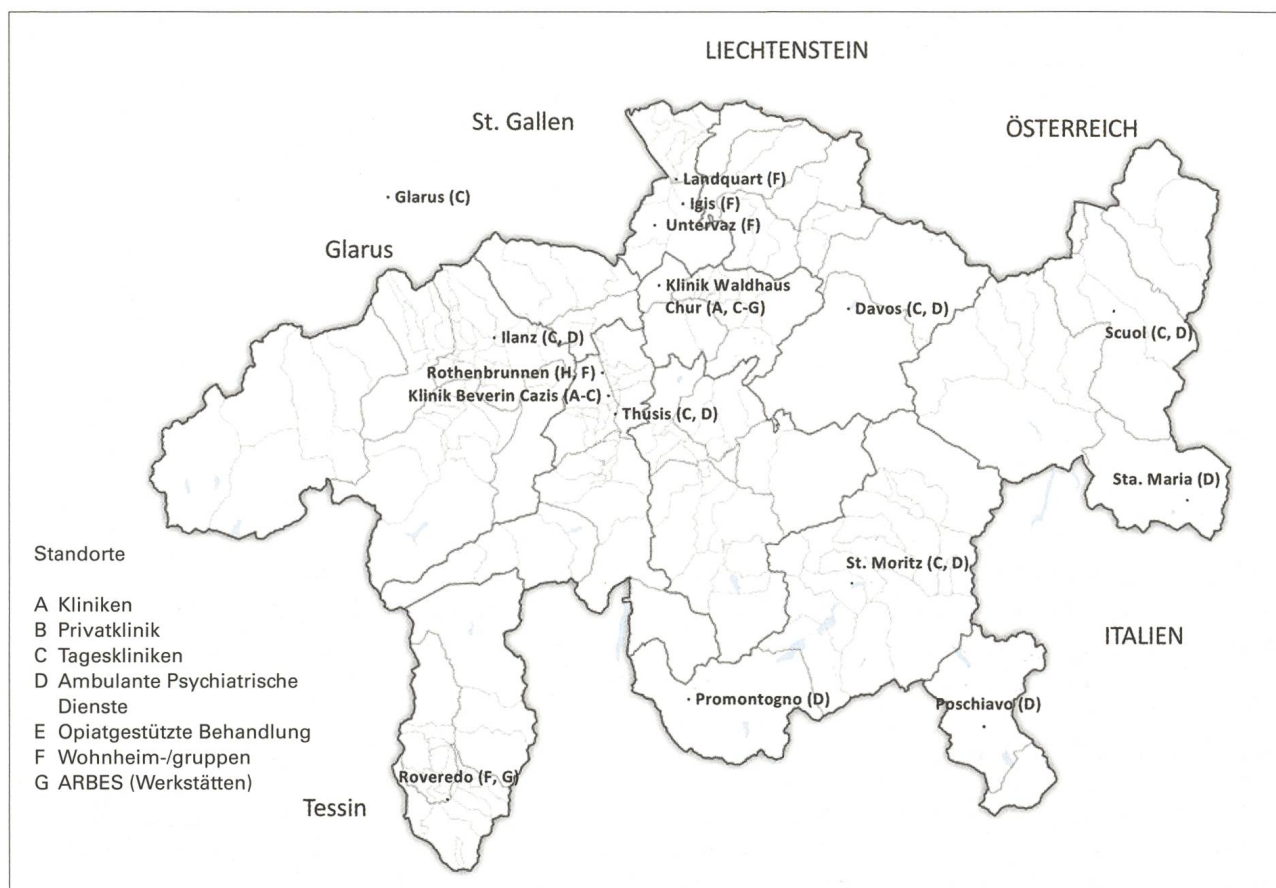 LIECHTENSTEIN
St. Gallen
ÖSTERREICH
Landquart (F)
Glarus (C)
Igis (F)
Untervaz (F)
Glarus
Klinik Waldhaus
Chur (A, C-G)
Davos (C, D)
Scuol (C, D)
Ilanz (C, D)
Rothenbrunnen (H, F)
Klinik Beverin Cazis (A-C)
Thusis (C, D)
Sta. Maria (D)
St. Moritz (C, D)
ITALIEN
Promontogno (D)
Poschiavo (D)
Roveredo (F, G)
Tessin
Standorte
A Kliniken
B Privatklinik
C Tageskliniken
D Ambulante Psychiatrische
Dienste
E Opiatgestützte Behandlung
F Wohnheim-/gruppen
G ARBES (Werkstätten)